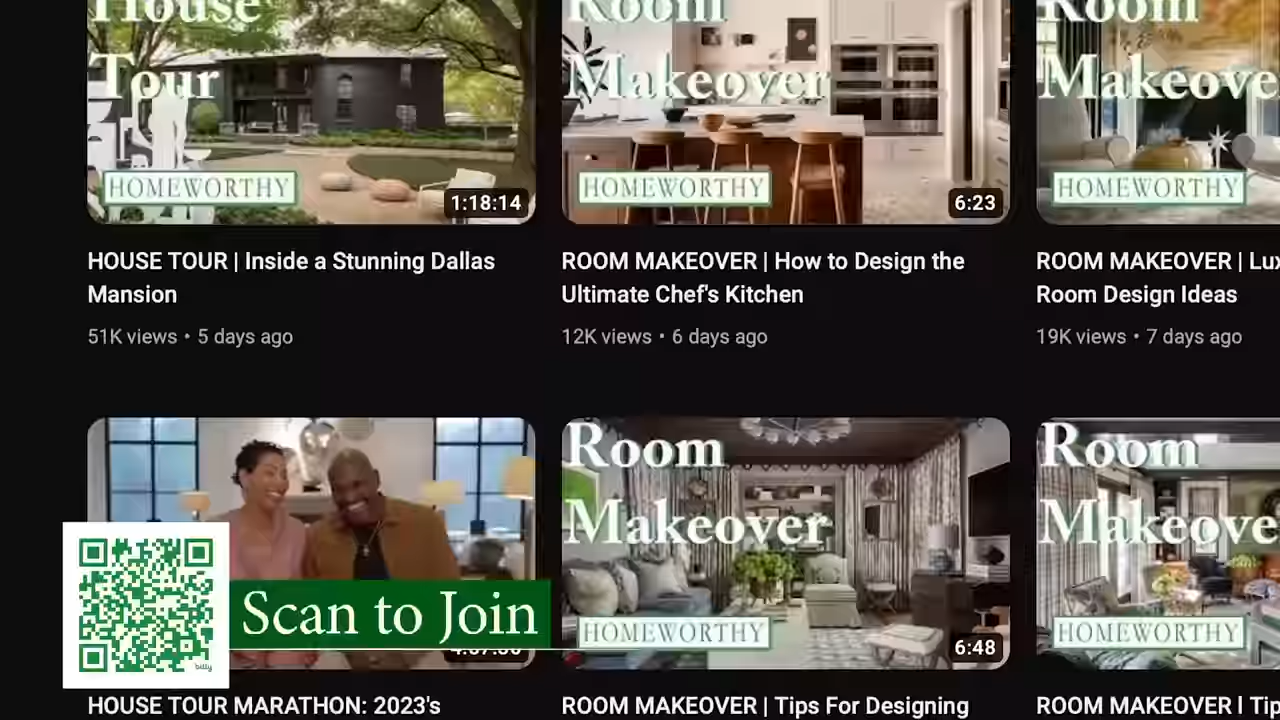 House
Tour
HOMEWORTHY
1:18:14
Room
Makeover
HOMEWORTHY
6:23
Room
Makeove
HOMEWORTHY
HOUSE TOUR | Inside a Stunning Dallas
Mansion
51K views • 5 days ago
ROOM MAKEOVER | How to Design the
Ultimate Chef's Kitchen
12K views • 6 days ago
ROOM MAKEOVER | Lux
Room Design Ideas
19K views • 7 days ago
Scan to Join
billy
Room
Makeover
HOMEWORTHY
6:48
Room
Makeove
HOMEWORTHY
HOUSE TOUR MARATHON: 2023's
ROOM MAKEOVER | Tips For Designing
ROOM MAKEOVER | Tip